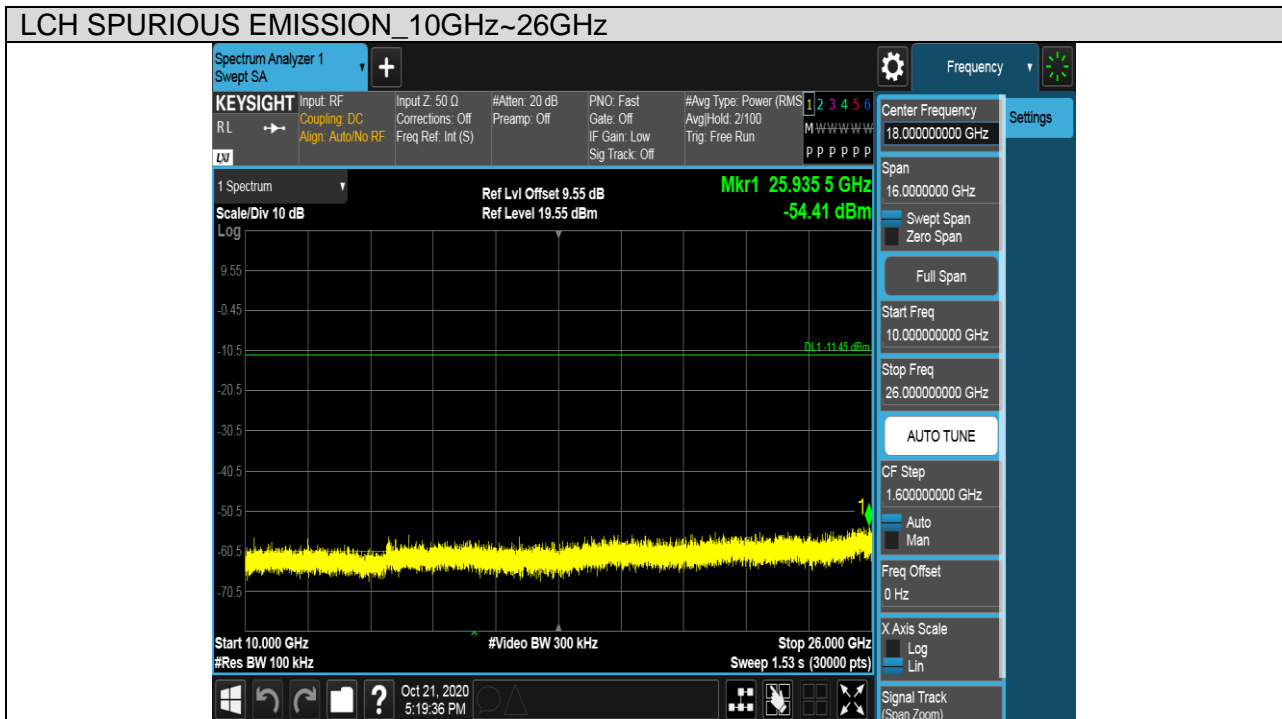 LCH SPURIOUS EMISSION_10GHz~26GHz
Spectrum Analyzer 1
Swept SA
Frequency
KEYSIGHT
RL
LXI
Input: RF
Coupling: DC
Align: Auto/No RF
Input Z: 50 Ω
Corrections: Off
Freq Ref: Int (S)
#Atten: 20 dB
Preamp: Off
PNO: Fast
Gate: Off
IF Gain: Low
Sig Track: Off
#Avg Type: Power (RMS
Avg|Hold: 2/100
Trig: Free Run
1 2 3 4 5 6
M W W W W W
P P P P P P
1 Spectrum
Scale/Div 10 dB
Ref Lvl Offset 9.55 dB
Ref Level 19.55 dBm
Mkr1 25.935 5 GHz
-54.41 dBm
Log
9.55
-0.45
-10.5
-20.5
-30.5
-40.5
-50.5
-60.5
-70.5
DL1 -11.45 dBm
1
Start 10.000 GHz
#Res BW 100 kHz
#Video BW 300 kHz
Stop 26.000 GHz
Sweep 1.53 s (30000 pts)
?
Oct 21, 2020
5:19:36 PM
Center Frequency
18.000000000 GHz
Settings
Span
16.0000000 GHz
Swept Span
Zero Span
Full Span
Start Freq
10.000000000 GHz
Stop Freq
26.000000000 GHz
AUTO TUNE
CF Step
1.600000000 GHz
Auto
Man
Freq Offset
0 Hz
X Axis Scale
Log
Lin
Signal Track
(Span Zoom)